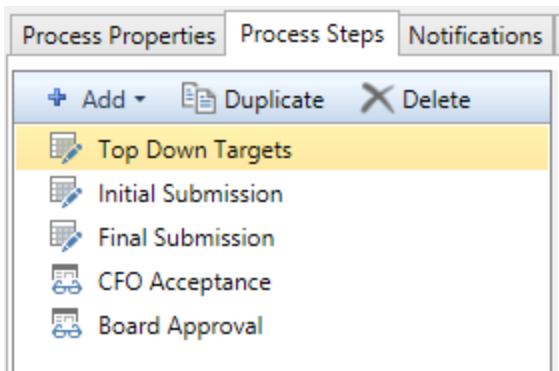 Process Properties Process Steps Notifications
Add Duplicate Delete
Top Down Targets
Initial Submission
Final Submission
CFO Acceptance
Board Approval